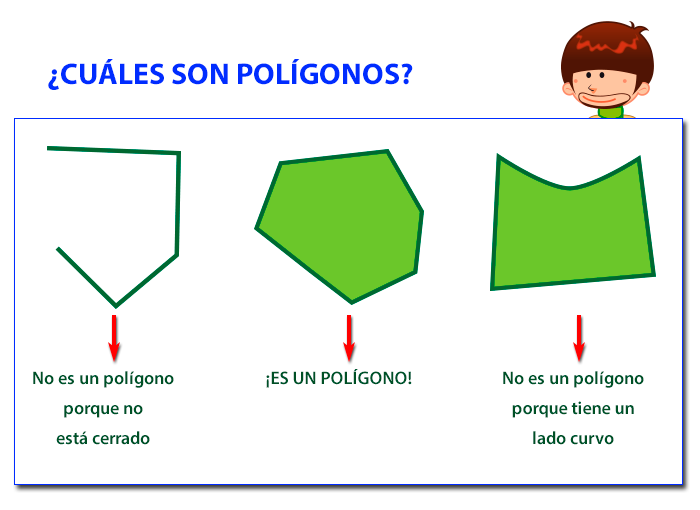 ¿CUÁLES SON POLÍGONOS?
No es un polígono
porque no
está cerrado
¡ES UN POLÍGONO!
No es un polígono
porque tiene un
lado curvo